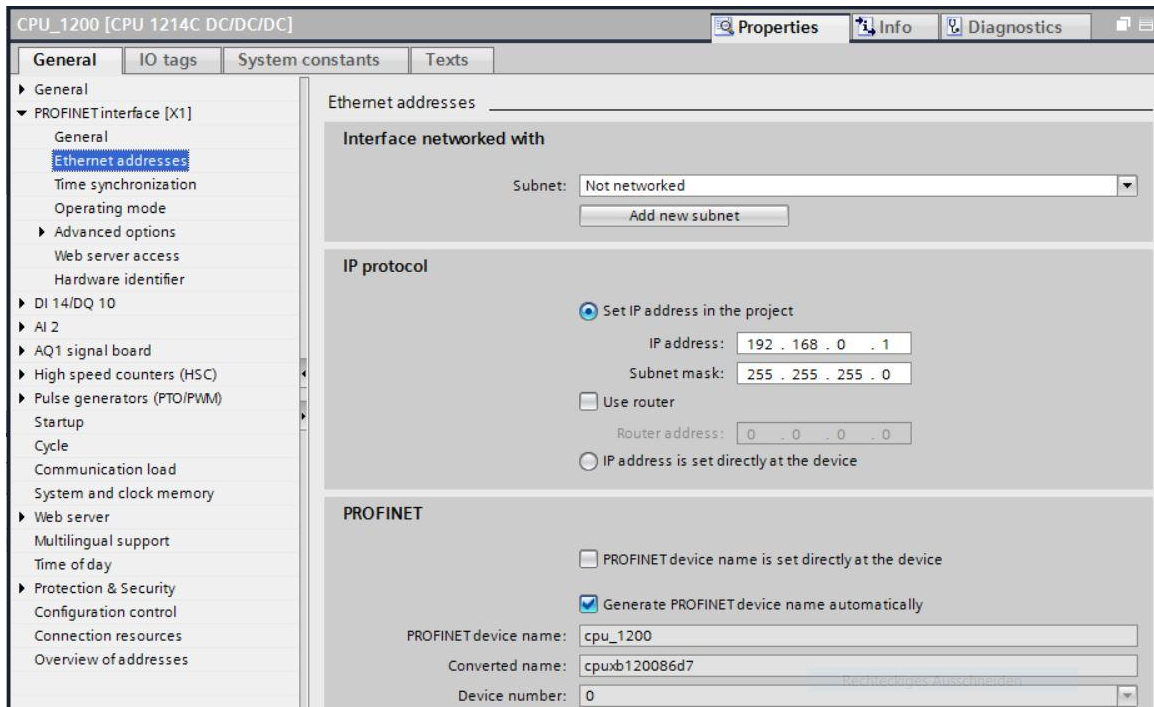 CPU_1200 [CPU 1214C DC/DC/DC]
Properties
Info
Diagnostics
General
IO tags
System constants
Texts
General
PROFINET interface [X1]
General
Ethernet addresses
Time synchronization
Operating mode
Advanced options
Web server access
Hardware identifier
DI 14/DQ 10
AI 2
AQ1 signal board
High speed counters (HSC)
Pulse generators (PTO/PWM)
Startup
Cycle
Communication load
System and clock memory
Web server
Multilingual support
Time of day
Protection & Security
Configuration control
Connection resources
Overview of addresses
Ethernet addresses
Interface networked with
Subnet: Not networked
Add new subnet
IP protocol
Set IP address in the project
IP address: 192 . 168 . 0 . 1
Subnet mask: 255 . 255 . 255 . 0
Use router
Router address: 0 . 0 . 0 . 0
IP address is set directly at the device
PROFINET
PROFINET device name is set directly at the device
Generate PROFINET device name automatically
PROFINET device name: cpu_1200
Converted name: cpuxb120086d7
Rechteckiges Ausschneiden
Device number: 0